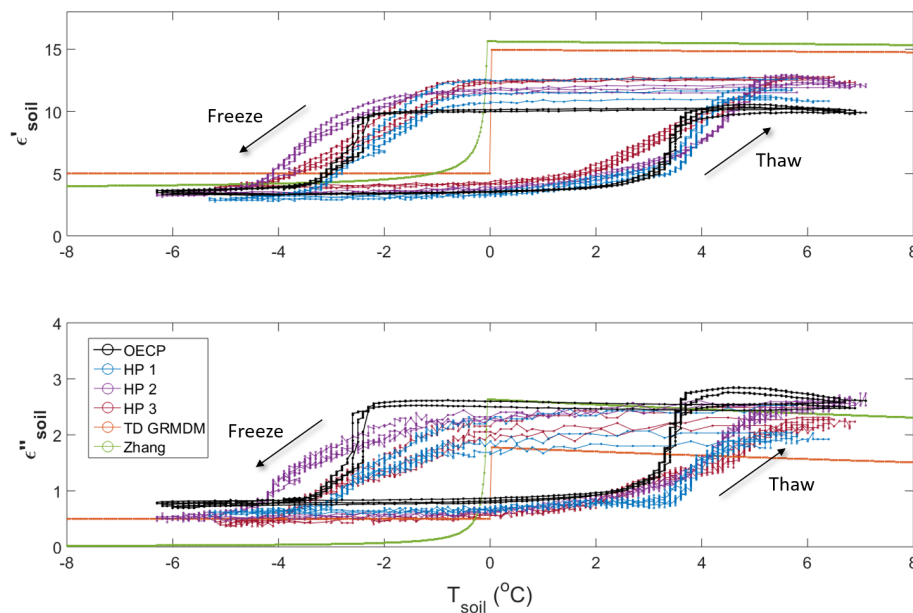 15
10
5
0
ε'soil
Freeze
Thaw
-8 -6 -4 -2 0 2 4 6 8
4
3
2
1
0
ε''soil
OECP
HP 1
HP 2
HP 3
TD GRMDM
Zhang
Freeze
Thaw
-8 -6 -4 -2 0 2 4 6 8
Tsoil (°C)